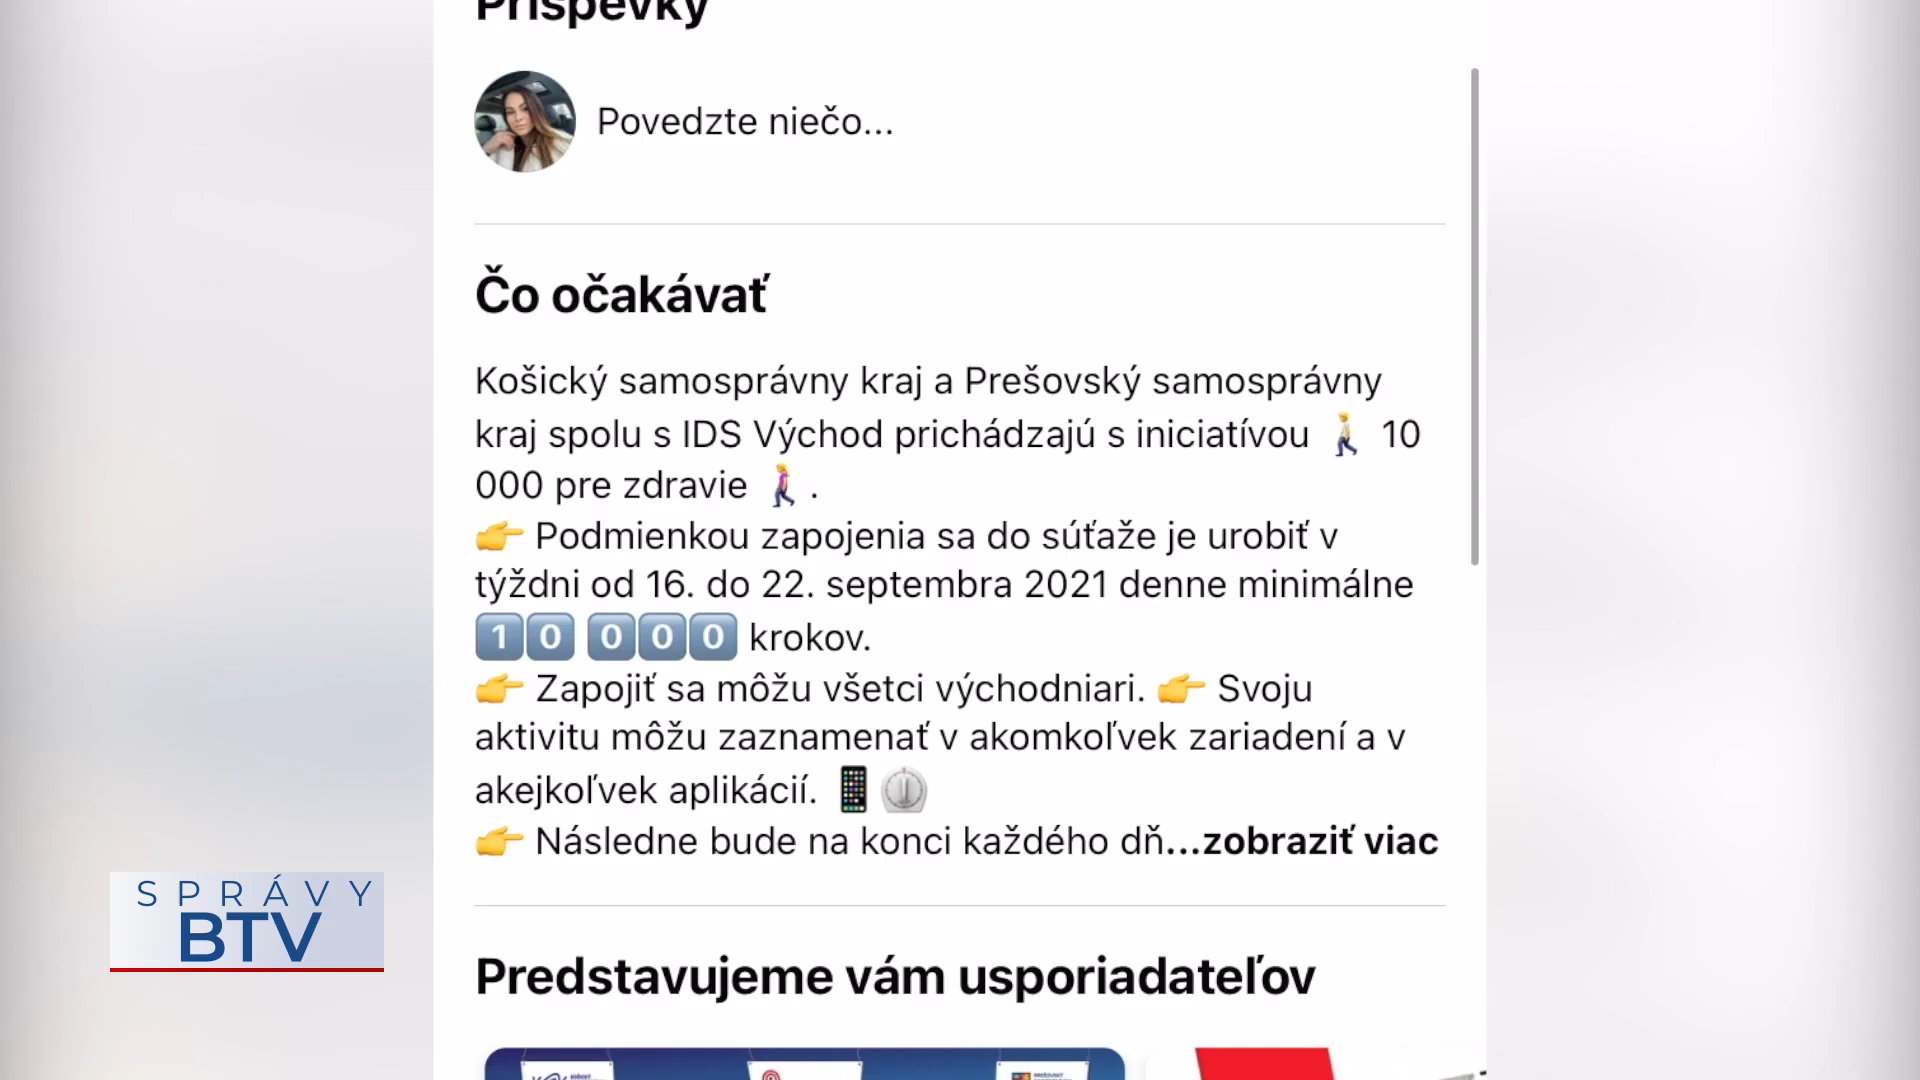 Príspevky
Povedzte niečo...
Čo očakávať
Košický samosprávny kraj a Prešovský samosprávny
kraj spolu s IDS Východ prichádzajú s iniciatívou 🚶 10
000 pre zdravie 🚶‍♀️ .
👉 Podmienkou zapojenia sa do súťaže je urobiť v
týždni od 16. do 22. septembra 2021 denne minimálne
1️⃣0️⃣ 0️⃣0️⃣0️⃣ krokov.
👉 Zapojiť sa môžu všetci východniari. 👉 Svoju
aktivitu môžu zaznamenať v akomkoľvek zariadení a v
akejkoľvek aplikácií. 📱⏲️
👉 Následne bude na konci každého dň...zobraziť viac
SPRÁVY
BTV
Predstavujeme vám usporiadateľov